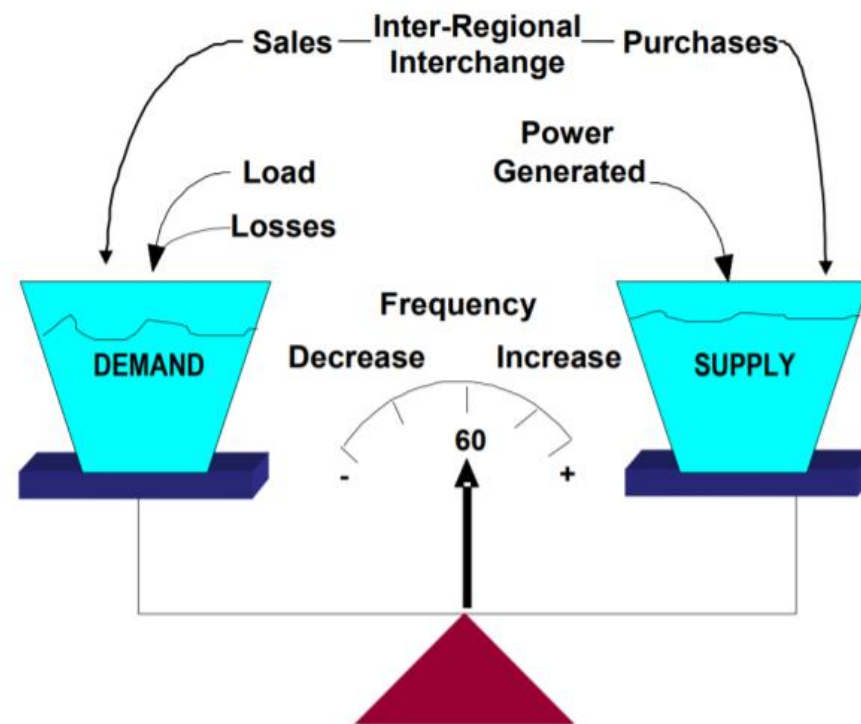 Sales
Inter-Regional
Interchange
Purchases
Load
Losses
Power
Generated
Frequency
Decrease
Increase
DEMAND
SUPPLY
60
-
+